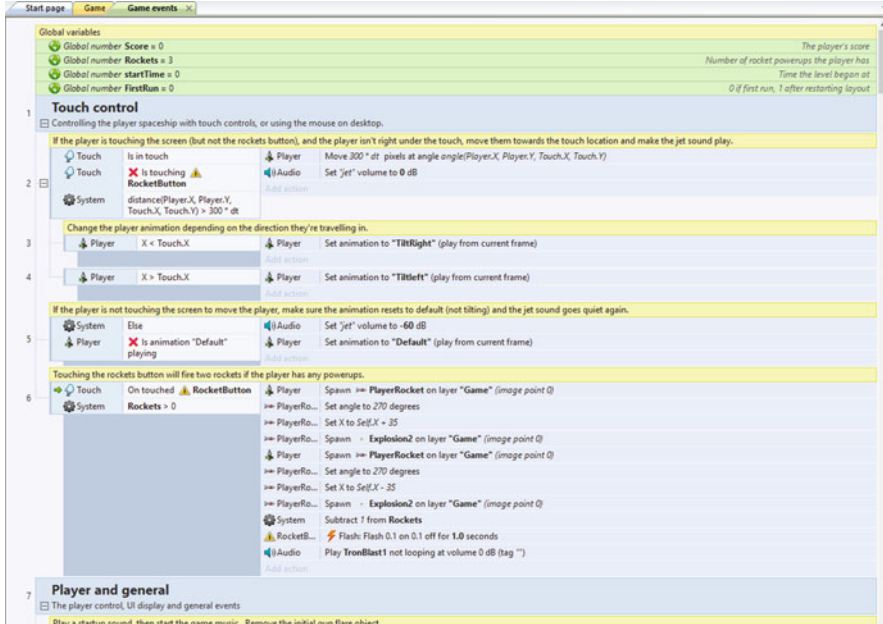 Start page Game Game events
Global variables
Global number Score = 0 The player's score
Global number Rockets = 3 Number of rocket powerups the player has
Global number startTime = 0 Time the level began at
Global number FirstRun = 0 0 if first run, 1 after restarting layout
1 Touch control
Controlling the player spaceship with touch controls, or using the mouse on desktop.
If the player is touching the screen (but not the rockets button), and the player isn't right under the touch, move them towards the touch location and make the jet sound play.
2
Touch Is in touch Player Move 300 * dt pixels at angle angle(Player.X, Player.Y, Touch.X, Touch.Y)
Touch Is touching Audio Set "jet" volume to 0 dB
RocketButton Add action
System distance(Player.X, Player.Y,
Touch.X, Touch.Y) > 300 * dt
Change the player animation depending on the direction they're travelling in.
3 Player X < Touch.X Player Set animation to "TiltRight" (play from current frame)
Add action
4 Player X > Touch.X Player Set animation to "Tiltleft" (play from current frame)
Add action
If the player is not touching the screen to move the player, make sure the animation resets to default (not tilting) and the jet sound goes quiet again.
5
System Else Audio Set "jet" volume to -60 dB
Player Is animation "Default" Player Set animation to "Default" (play from current frame)
playing Add action
Touching the rockets button will fire two rockets if the player has any powerups.
6
Touch On touched RocketButton Player Spawn PlayerRocket on layer "Game" (image point 0)
System Rockets > 0 PlayerRo... Set angle to 270 degrees
PlayerRo... Set X to Self.X + 35
PlayerRo... Spawn Explosion2 on layer "Game" (image point 0)
Player Spawn PlayerRocket on layer "Game" (image point 0)
PlayerRo... Set angle to 270 degrees
PlayerRo... Set X to Self.X - 35
PlayerRo... Spawn Explosion2 on layer "Game" (image point 0)
System Subtract 1 from Rockets
RocketB... Flash: Flash 0.1 on 0.1 off for 1.0 seconds
Audio Play TronBlast1 not looping at volume 0 dB (tag "")
Add action
7 Player and general
The player control, UI display and general events
Play a startup sound, then start the game music. Remove the initial gun flare object.